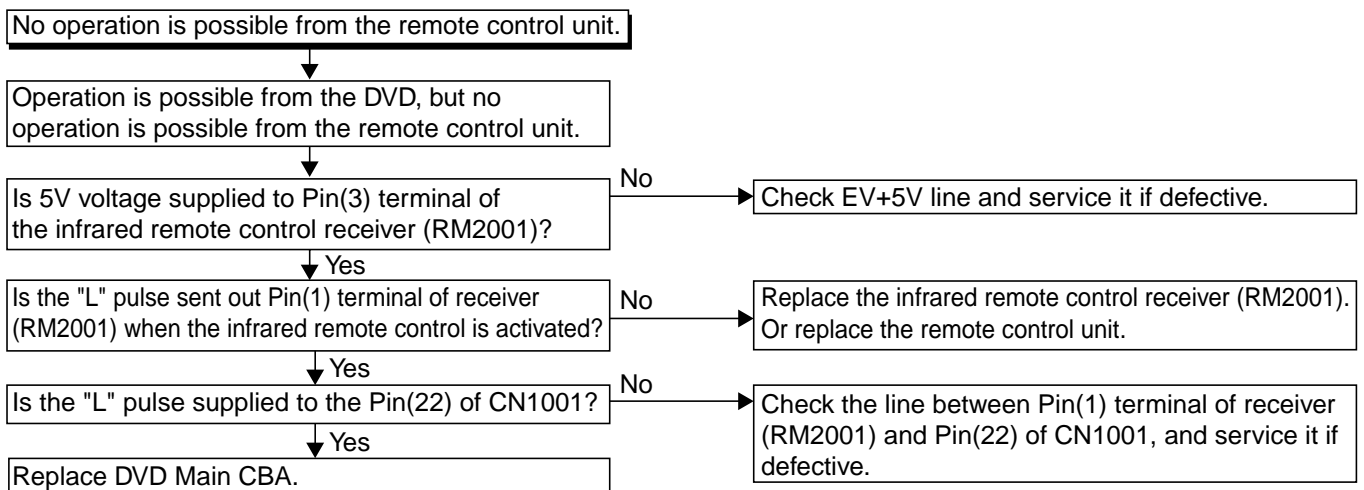 No operation is possible from the remote control unit.
Operation is possible from the DVD, but no
operation is possible from the remote control unit.
Is 5V voltage supplied to Pin(3) terminal of
the infrared remote control receiver (RM2001)?
No
Check EV+5V line and service it if defective.
Yes
Is the "L" pulse sent out Pin(1) terminal of receiver
(RM2001) when the infrared remote control is activated?
No
Replace the infrared remote control receiver (RM2001).
Or replace the remote control unit.
Yes
Is the "L" pulse supplied to the Pin(22) of CN1001?
No
Check the line between Pin(1) terminal of receiver
(RM2001) and Pin(22) of CN1001, and service it if
defective.
Yes
Replace DVD Main CBA.